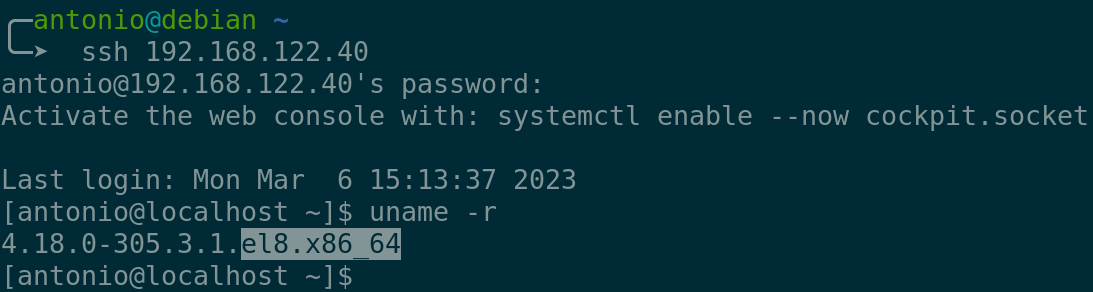 antonio@debian ~
➤  ssh 192.168.122.40
antonio@192.168.122.40's password:
Activate the web console with: systemctl enable --now cockpit.socket

Last login: Mon Mar  6 15:13:37 2023
[antonio@localhost ~]$ uname -r
4.18.0-305.3.1.el8.x86_64
[antonio@localhost ~]$